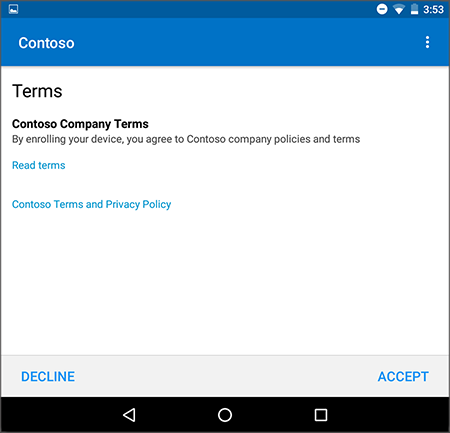 3:53
Contoso
Terms
Contoso Company Terms
By enrolling your device, you agree to Contoso company policies and terms
Read terms
Contoso Terms and Privacy Policy
DECLINE
ACCEPT